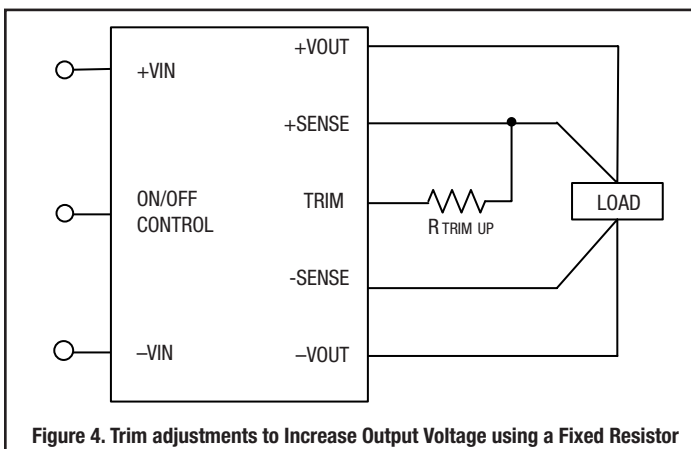 +VOUT
+VIN
+SENSE
ON/OFF
CONTROL
TRIM
R TRIM UP
LOAD
-SENSE
–VIN
–VOUT
Figure 4. Trim adjustments to Increase Output Voltage using a Fixed Resistor